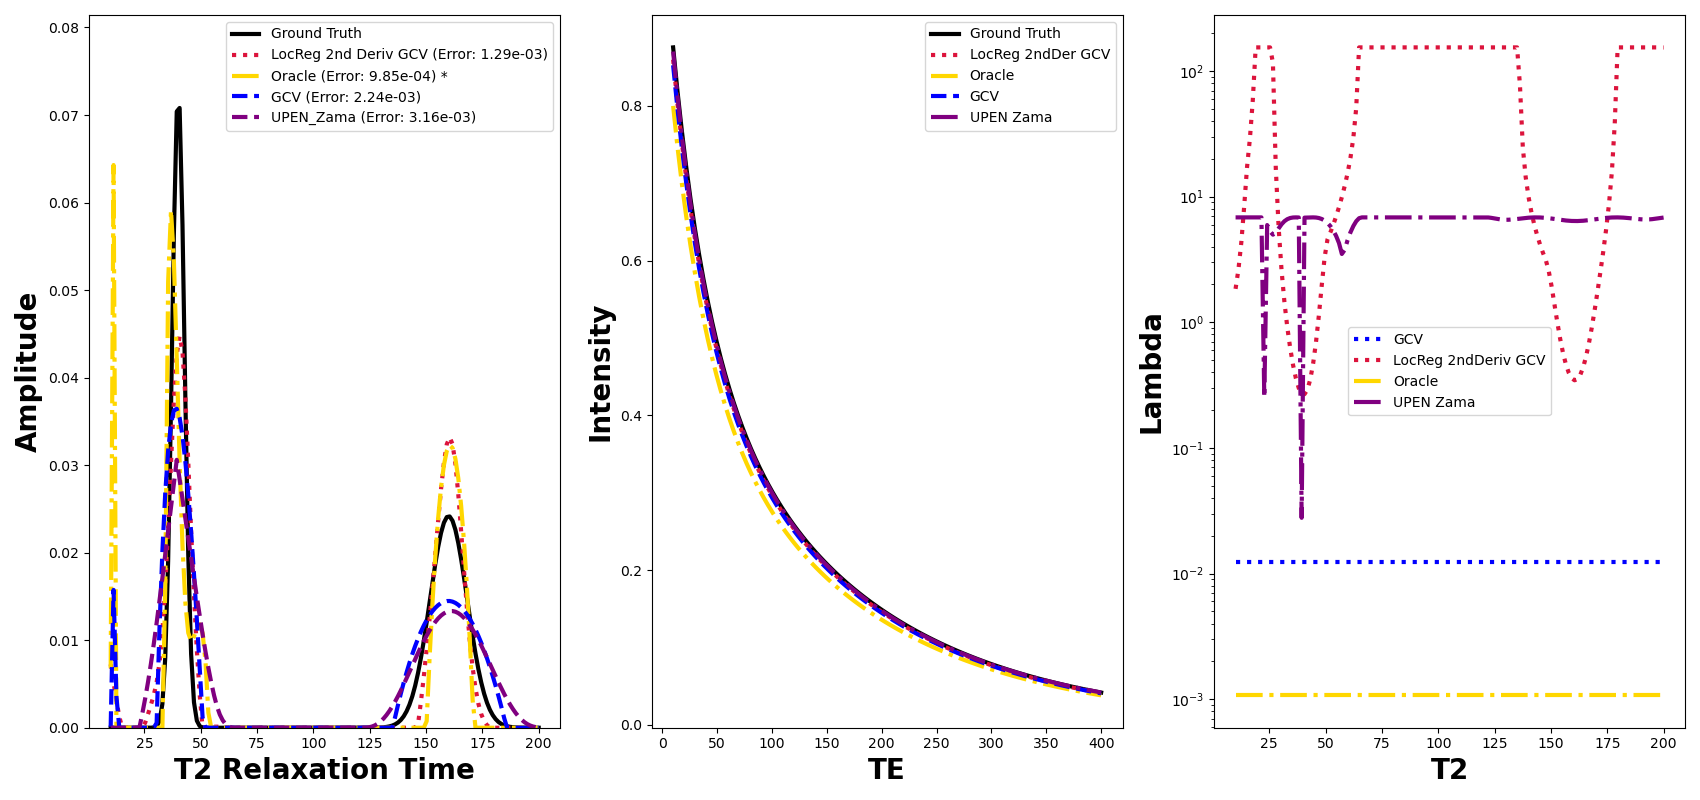 0.08
0.07
0.06
0.05
0.04
0.03
0.02
0.01
0.00
Amplitude
Ground Truth
LocReg 2nd Deriv GCV (Error: 1.29e-03)
Oracle (Error: 9.85e-04) *
GCV (Error: 2.24e-03)
UPEN_Zama (Error: 3.16e-03)
25 50 75 100 125 150 175 200
T2 Relaxation Time
0.8
0.6
0.4
0.2
0.0
Intensity
Ground Truth
LocReg 2ndDer GCV
Oracle
GCV
UPEN Zama
0 50 100 150 200 250 300 350 400
TE
10²
10¹
10⁰
10⁻¹
10⁻²
10⁻³
Lambda
GCV
LocReg 2ndDeriv GCV
Oracle
UPEN Zama
25 50 75 100 125 150 175 200
T2